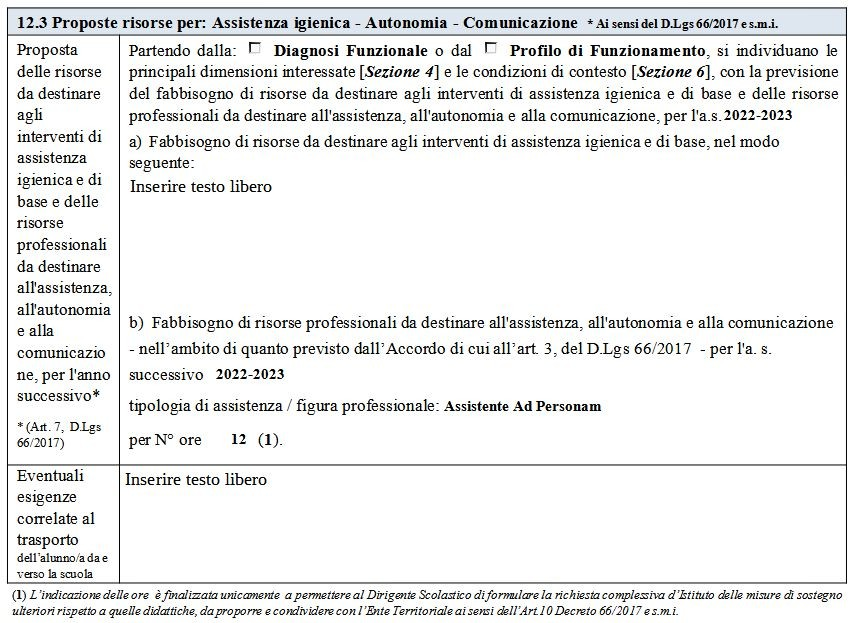 12.3 Proposte risorse per: Assistenza igienica - Autonomia - Comunicazione * Ai sensi del D.Lgs 66/2017 e s.m.i.
Proposta
delle risorse
da destinare
agli
interventi di
assistenza
igienica e di
base e delle
risorse
professionali
da destinare
all'assistenza,
all'autonomia
e alla
comunicazio
ne, per l'anno
successivo*
* (Art. 7, D.Lgs
66/2017)
Partendo dalla: ☐ Diagnosi Funzionale o dal ☐ Profilo di Funzionamento, si individuano le
principali dimensioni interessate [Sezione 4] e le condizioni di contesto [Sezione 6], con la previsione
del fabbisogno di risorse da destinare agli interventi di assistenza igienica e di base e delle risorse
professionali da destinare all'assistenza, all'autonomia e alla comunicazione, per l'a.s. 2022-2023
a) Fabbisogno di risorse da destinare agli interventi di assistenza igienica e di base, nel modo
seguente:
Inserire testo libero
b) Fabbisogno di risorse professionali da destinare all'assistenza, all'autonomia e alla comunicazione
- nell’ambito di quanto previsto dall’Accordo di cui all’art. 3, del D.Lgs 66/2017 - per l'a. s.
successivo 2022-2023
tipologia di assistenza / figura professionale: Assistente Ad Personam
per N° ore 12 (1).
Eventuali
esigenze
correlate al
trasporto
dell’alunno/a da e
verso la scuola
Inserire testo libero
(1) L’indicazione delle ore è finalizzata unicamente a permettere al Dirigente Scolastico di formulare la richiesta complessiva d’Istituto delle misure di sostegno
ulteriori rispetto a quelle didattiche, da proporre e condividere con l’Ente Territoriale ai sensi dell’Art.10 Decreto 66/2017 e s.m.i.